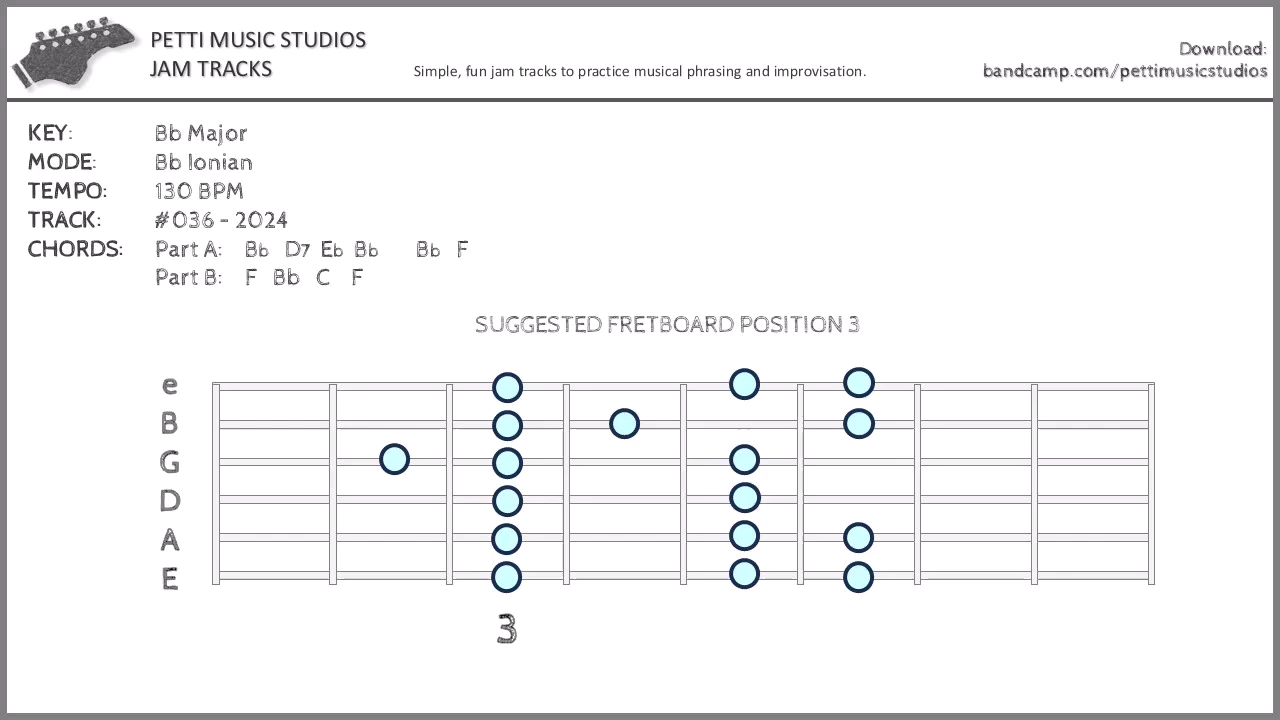 PETTI MUSIC STUDIOS
JAM TRACKS
Simple, fun jam tracks to practice musical phrasing and improvisation.
Download:
bandcamp.com/pettimusicstudios
KEY: Bb Major
MODE: Bb Ionian
TEMPO: 130 BPM
TRACK: #036 - 2024
CHORDS: Part A: Bb D7 Eb Bb Bb F
Part B: F Bb C F
SUGGESTED FRETBOARD POSITION 3
e
B
G
D
A
E
3